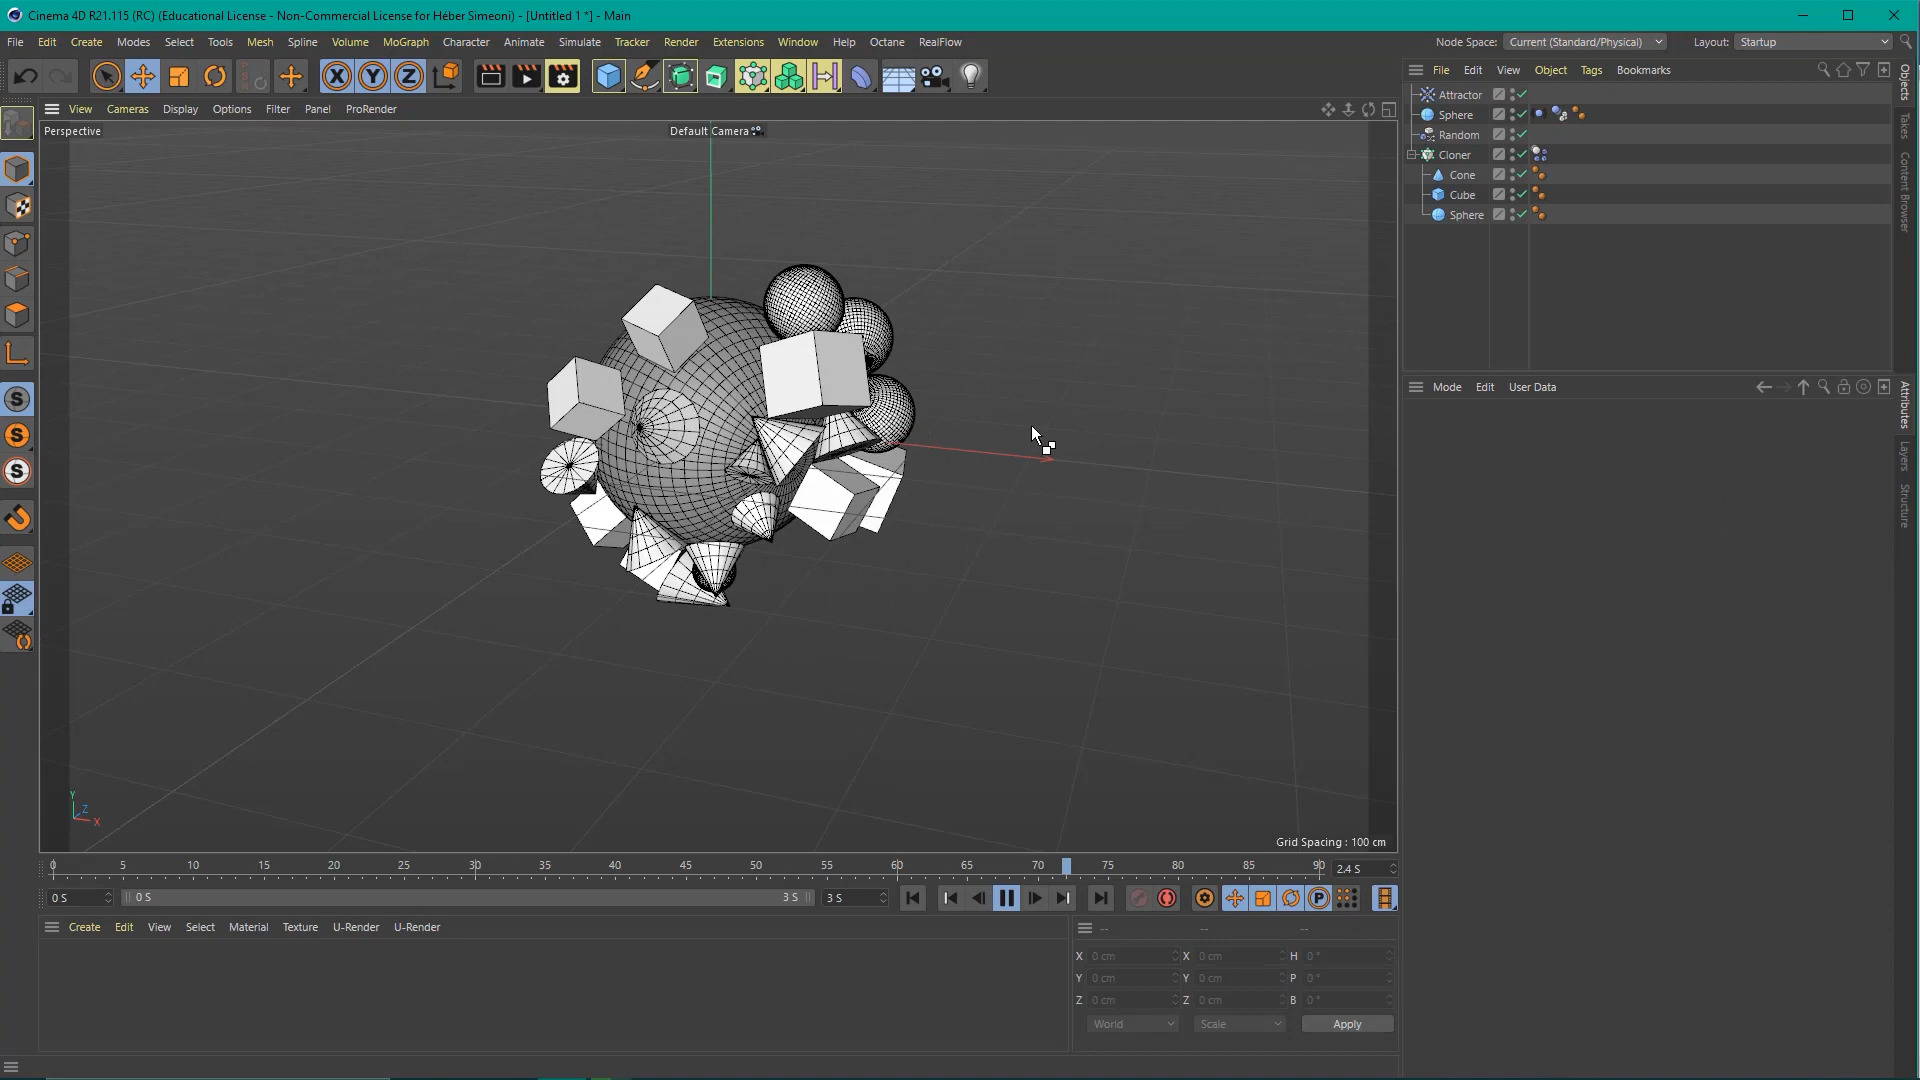 Cinema 4D R21.115 (RC) (Educational License - Non-Commercial License for Héber Simeoni) - [Untitled 1 *] - Main
File Edit Create Modes Select Tools Mesh Spline Volume MoGraph Character Animate Simulate Tracker Render Extensions Window Help Octane RealFlow
Node Space: Current (Standard/Physical) Layout: Startup
X Y Z
File Edit View Object Tags Bookmarks
View Cameras Display Options Filter Panel ProRender
Perspective
Default Camera
Attractor
Sphere
Random
Cloner
Cone
Cube
Sphere
Objects
Takes
Content Browser
Mode Edit User Data
Attributes
Layers
Structure
S
S
S
Y
Z
X
Grid Spacing : 100 cm
0 5 10 15 20 25 30 35 40 45 50 55 60 65 70 75 80 85 90 2.4 S
0 S 0 S 3 S 3 S P
Create Edit View Select Material Texture U-Render U-Render
-- -- --
X 0 cm X 0 cm H 0 °
Y 0 cm Y 0 cm P 0 °
Z 0 cm Z 0 cm B 0 °
World Scale Apply